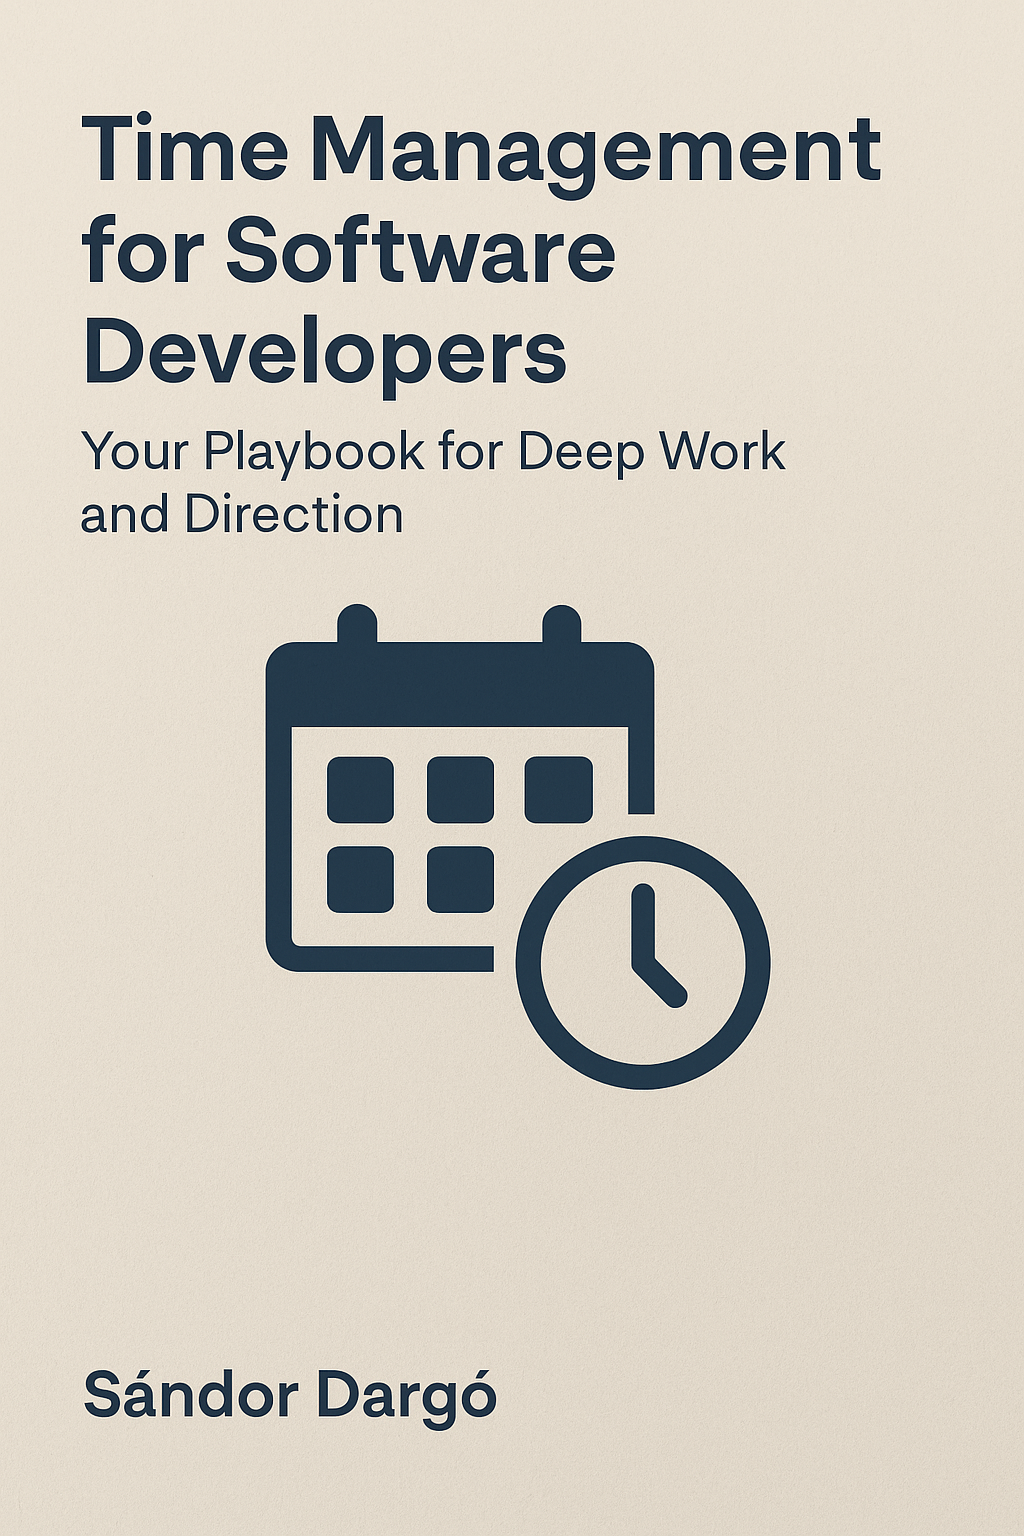 Time Management
for Software
Developers
Your Playbook for Deep Work
and Direction
Sándor Dargó